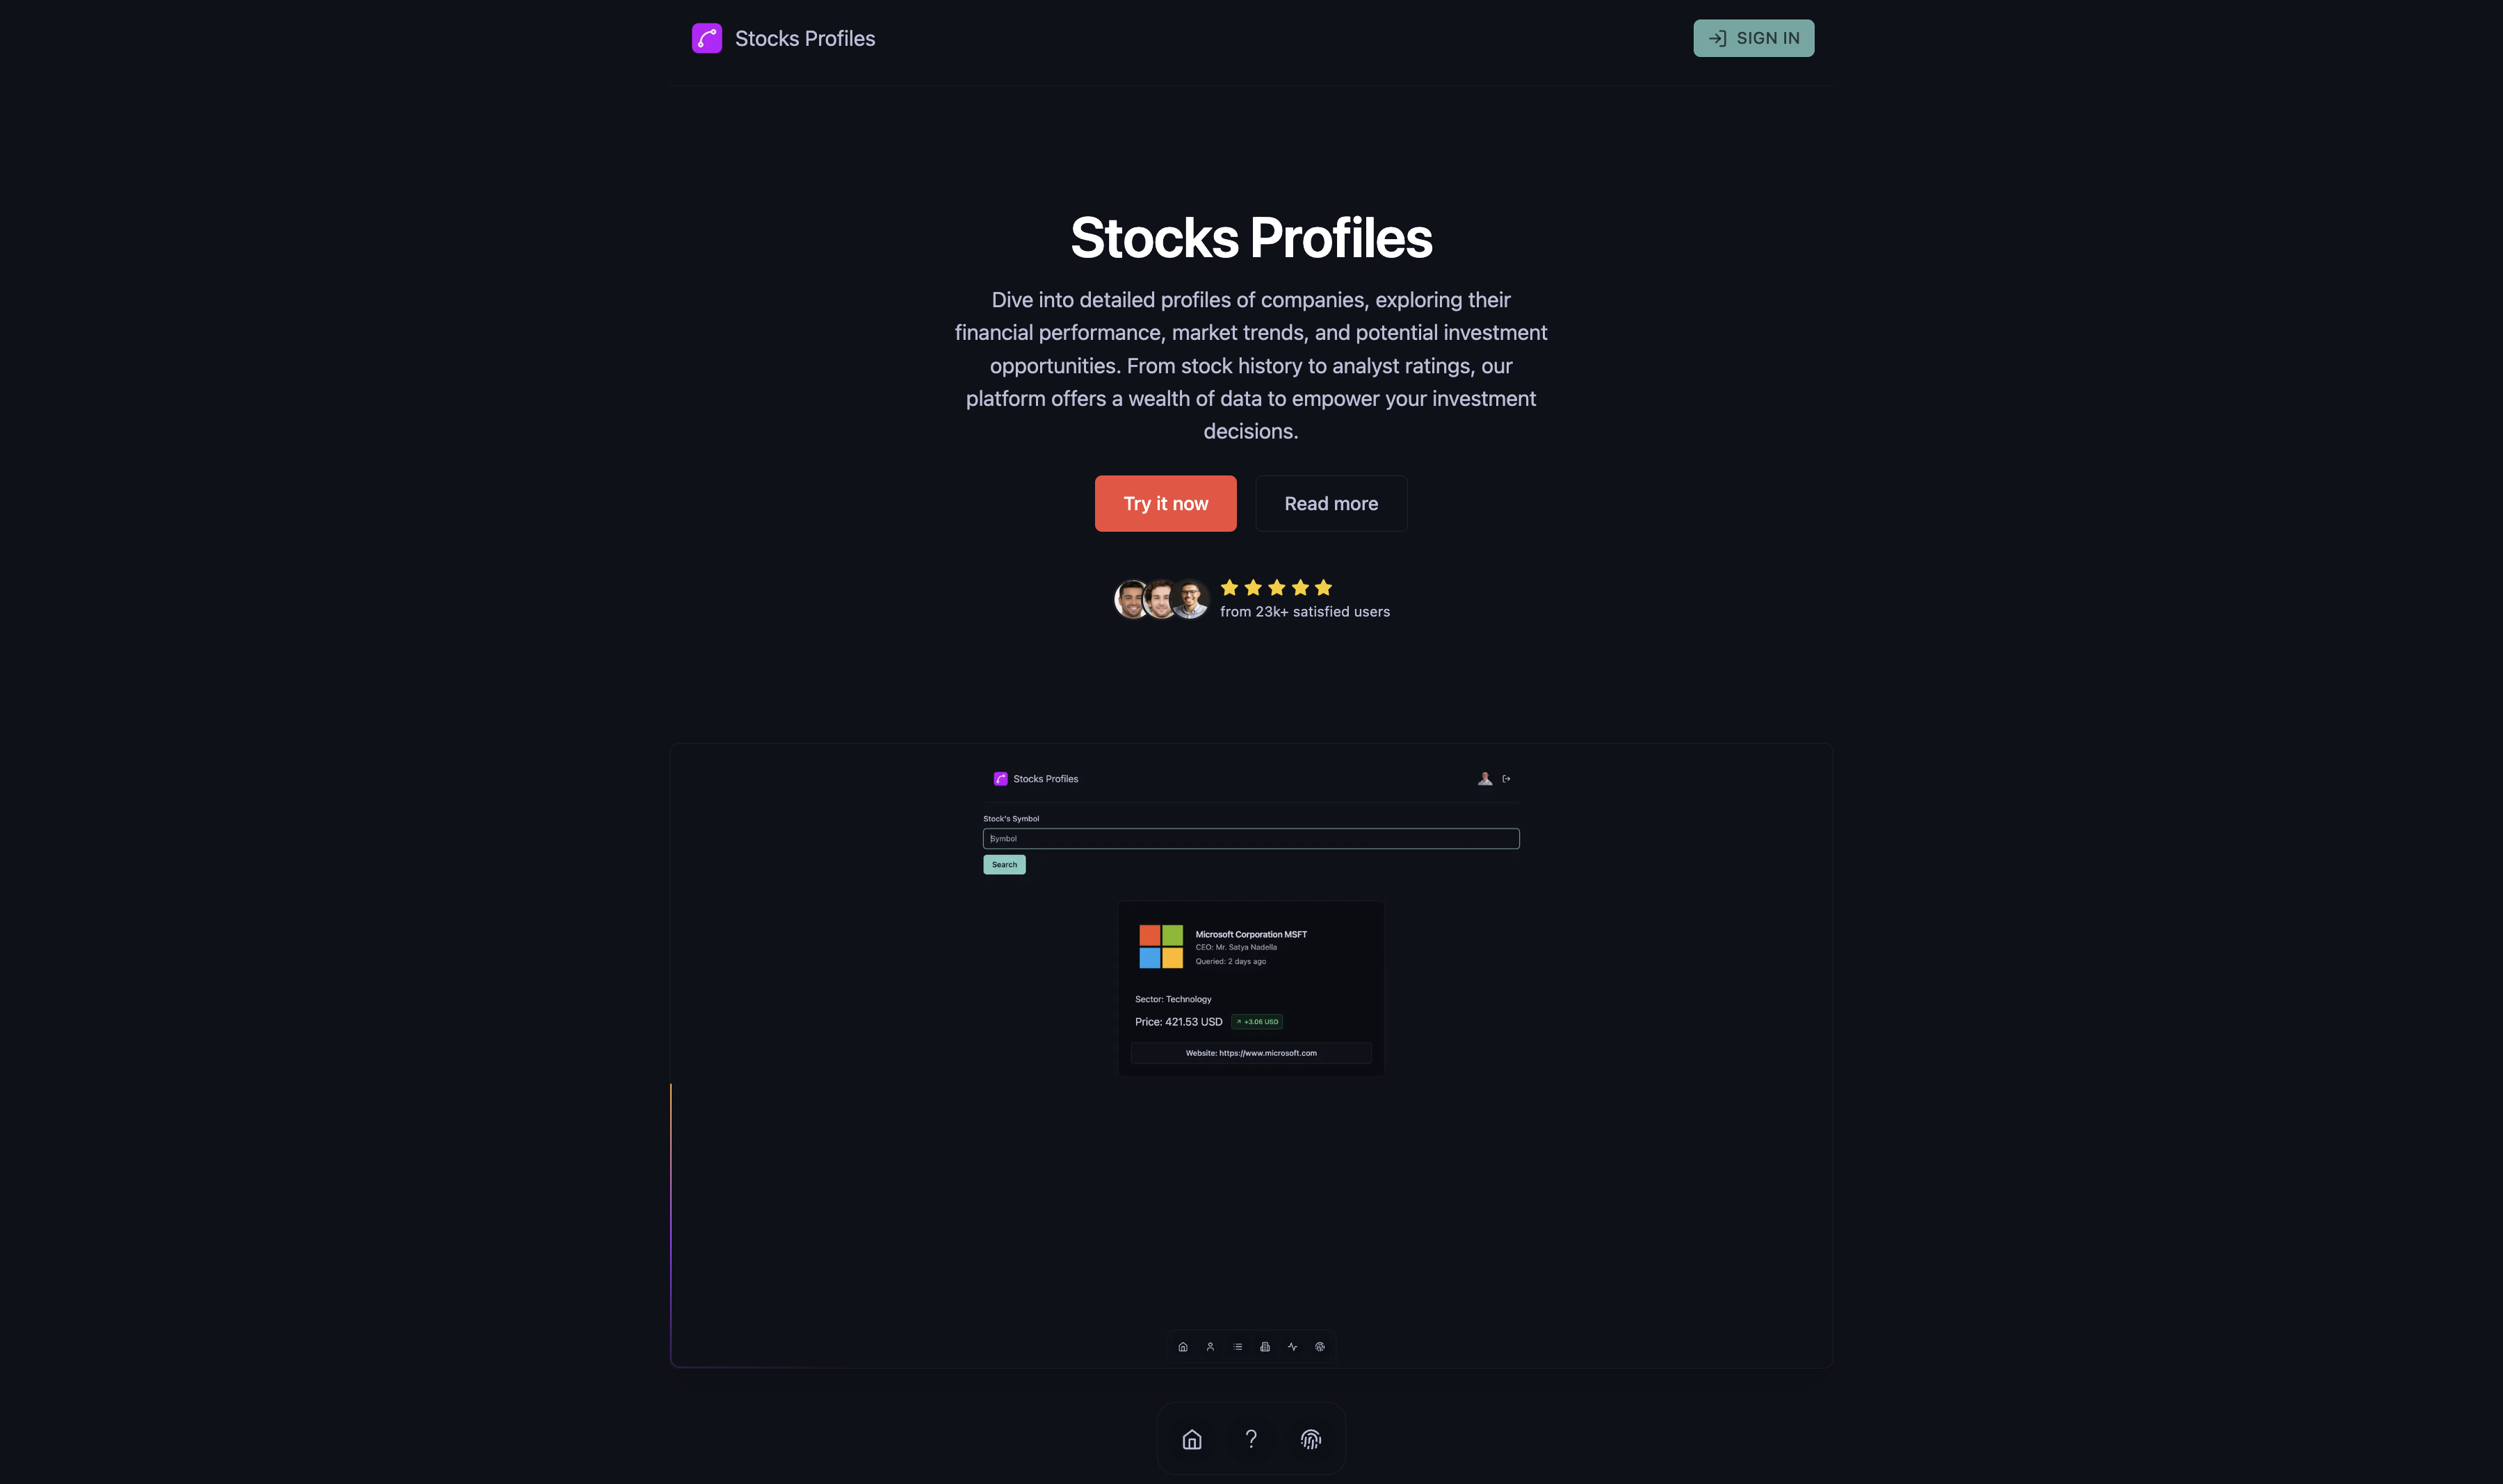 Stocks Profiles
SIGN IN
Stocks Profiles
Dive into detailed profiles of companies, exploring their
financial performance, market trends, and potential investment
opportunities. From stock history to analyst ratings, our
platform offers a wealth of data to empower your investment
decisions.
Try it now
Read more
from 23k+ satisfied users
Stocks Profiles
Stock's Symbol
Symbol
Search
Microsoft Corporation MSFT
CEO: Mr. Satya Nadella
Queried: 2 days ago
Sector: Technology
Price: 421.53 USD
+3.06 USD
Website: https://www.microsoft.com